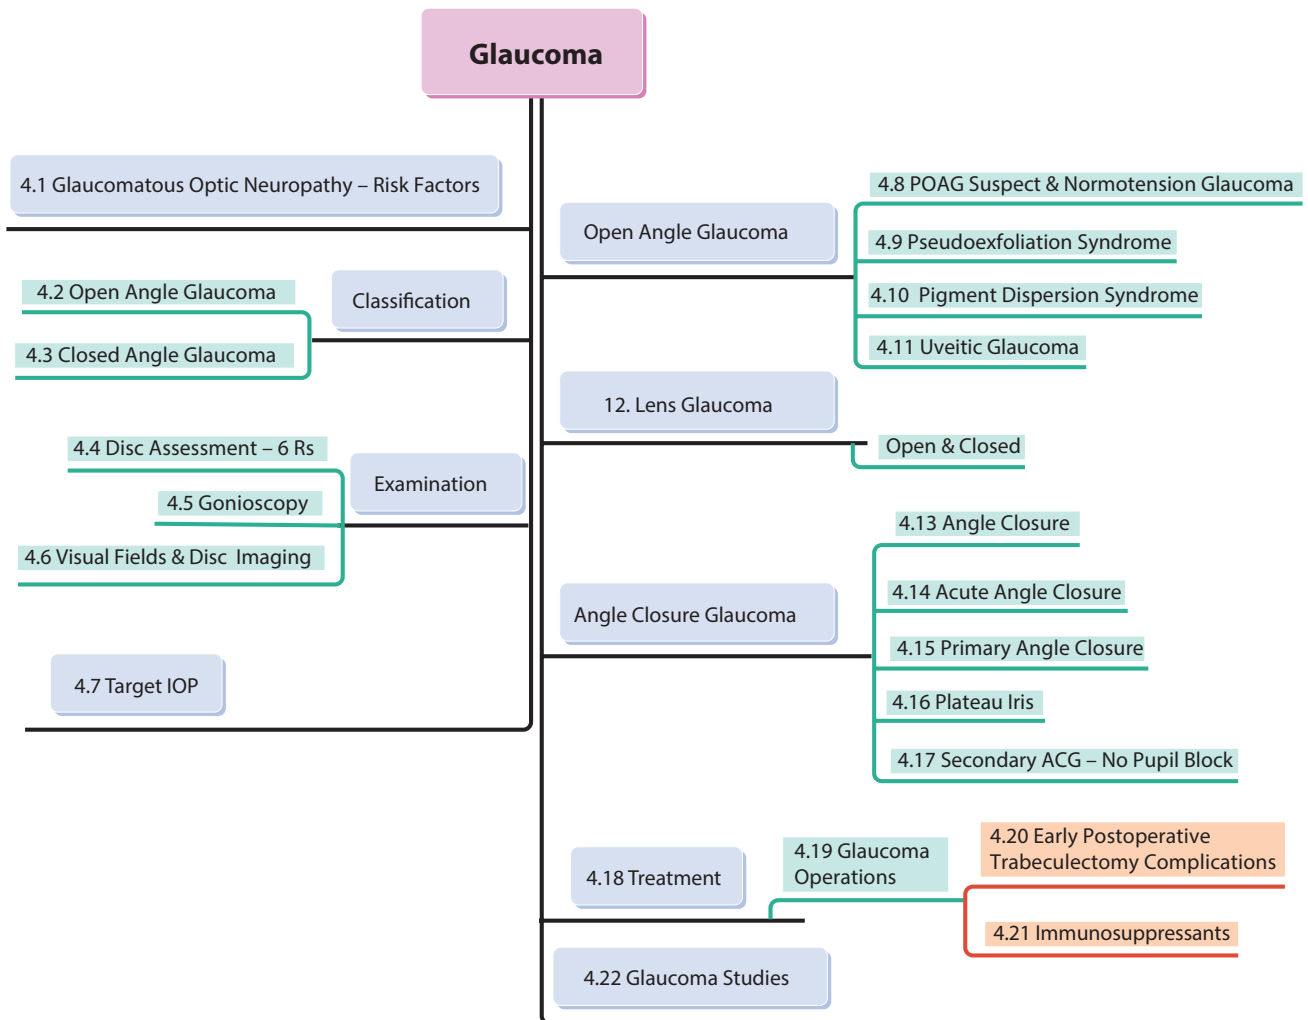 Glaucoma
4.1 Glaucomatous Optic Neuropathy – Risk Factors
Classification
4.2 Open Angle Glaucoma
4.3 Closed Angle Glaucoma
Examination
4.4 Disc Assessment – 6 Rs
4.5 Gonioscopy
4.6 Visual Fields & Disc Imaging
4.7 Target IOP
Open Angle Glaucoma
4.8 POAG Suspect & Normotension Glaucoma
4.9 Pseudoexfoliation Syndrome
4.10 Pigment Dispersion Syndrome
4.11 Uveitic Glaucoma
12. Lens Glaucoma
Open & Closed
Angle Closure Glaucoma
4.13 Angle Closure
4.14 Acute Angle Closure
4.15 Primary Angle Closure
4.16 Plateau Iris
4.17 Secondary ACG – No Pupil Block
4.18 Treatment
4.19 Glaucoma
Operations
4.20 Early Postoperative
Trabeculectomy Complications
4.21 Immunosuppressants
4.22 Glaucoma Studies